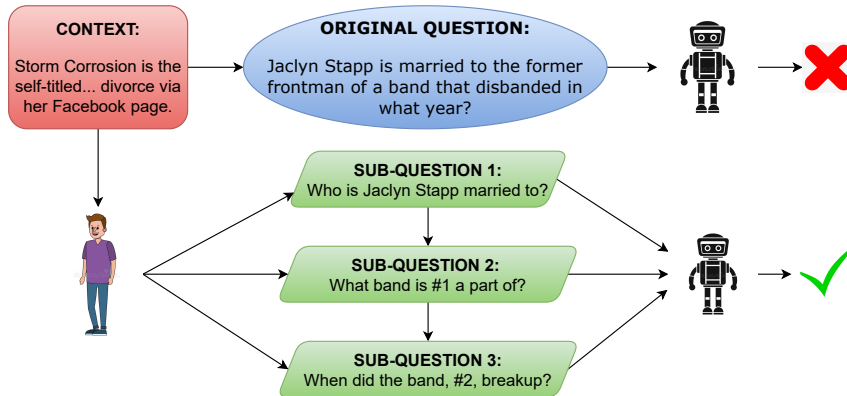 CONTEXT:
Storm Corrosion is the
self-titled... divorce via
her Facebook page.
ORIGINAL QUESTION:
Jaclyn Stapp is married to the former
frontman of a band that disbanded in
what year?
SUB-QUESTION 1:
Who is Jaclyn Stapp married to?
SUB-QUESTION 2:
What band is #1 a part of?
SUB-QUESTION 3:
When did the band, #2, breakup?